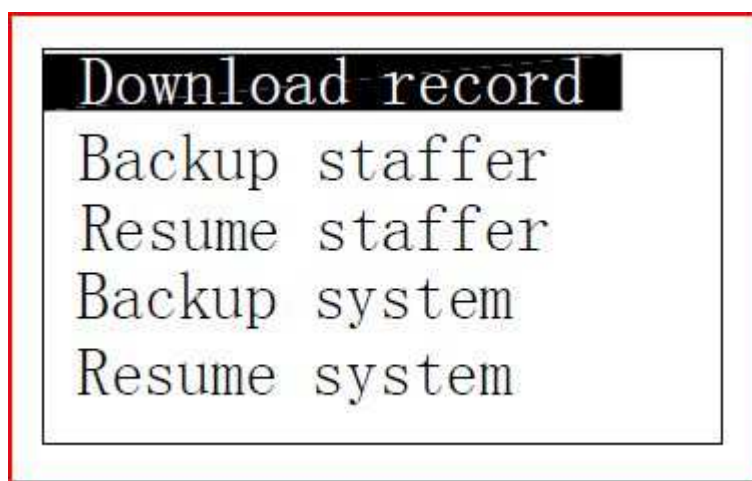 Download record
Backup staffer
Resume staffer
Backup system
Resume system